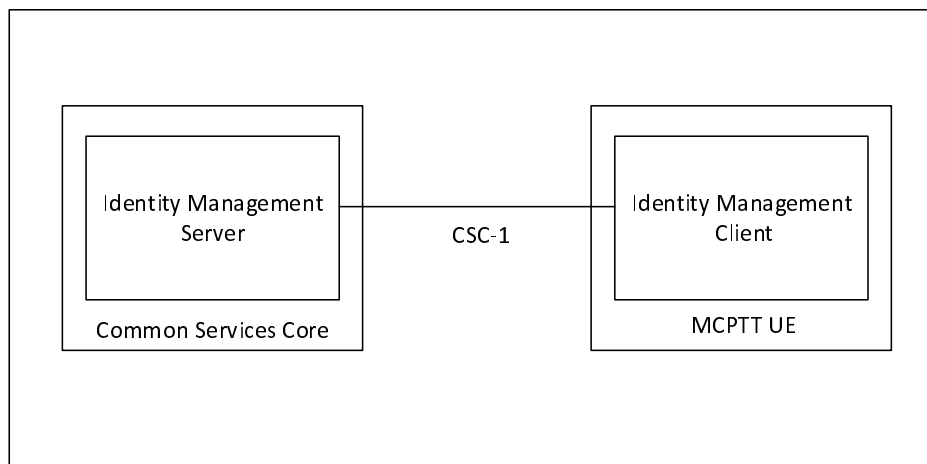 Identity Management
Server
Common Services Core
CSC-1
Identity Management
Client
MCPTT UE